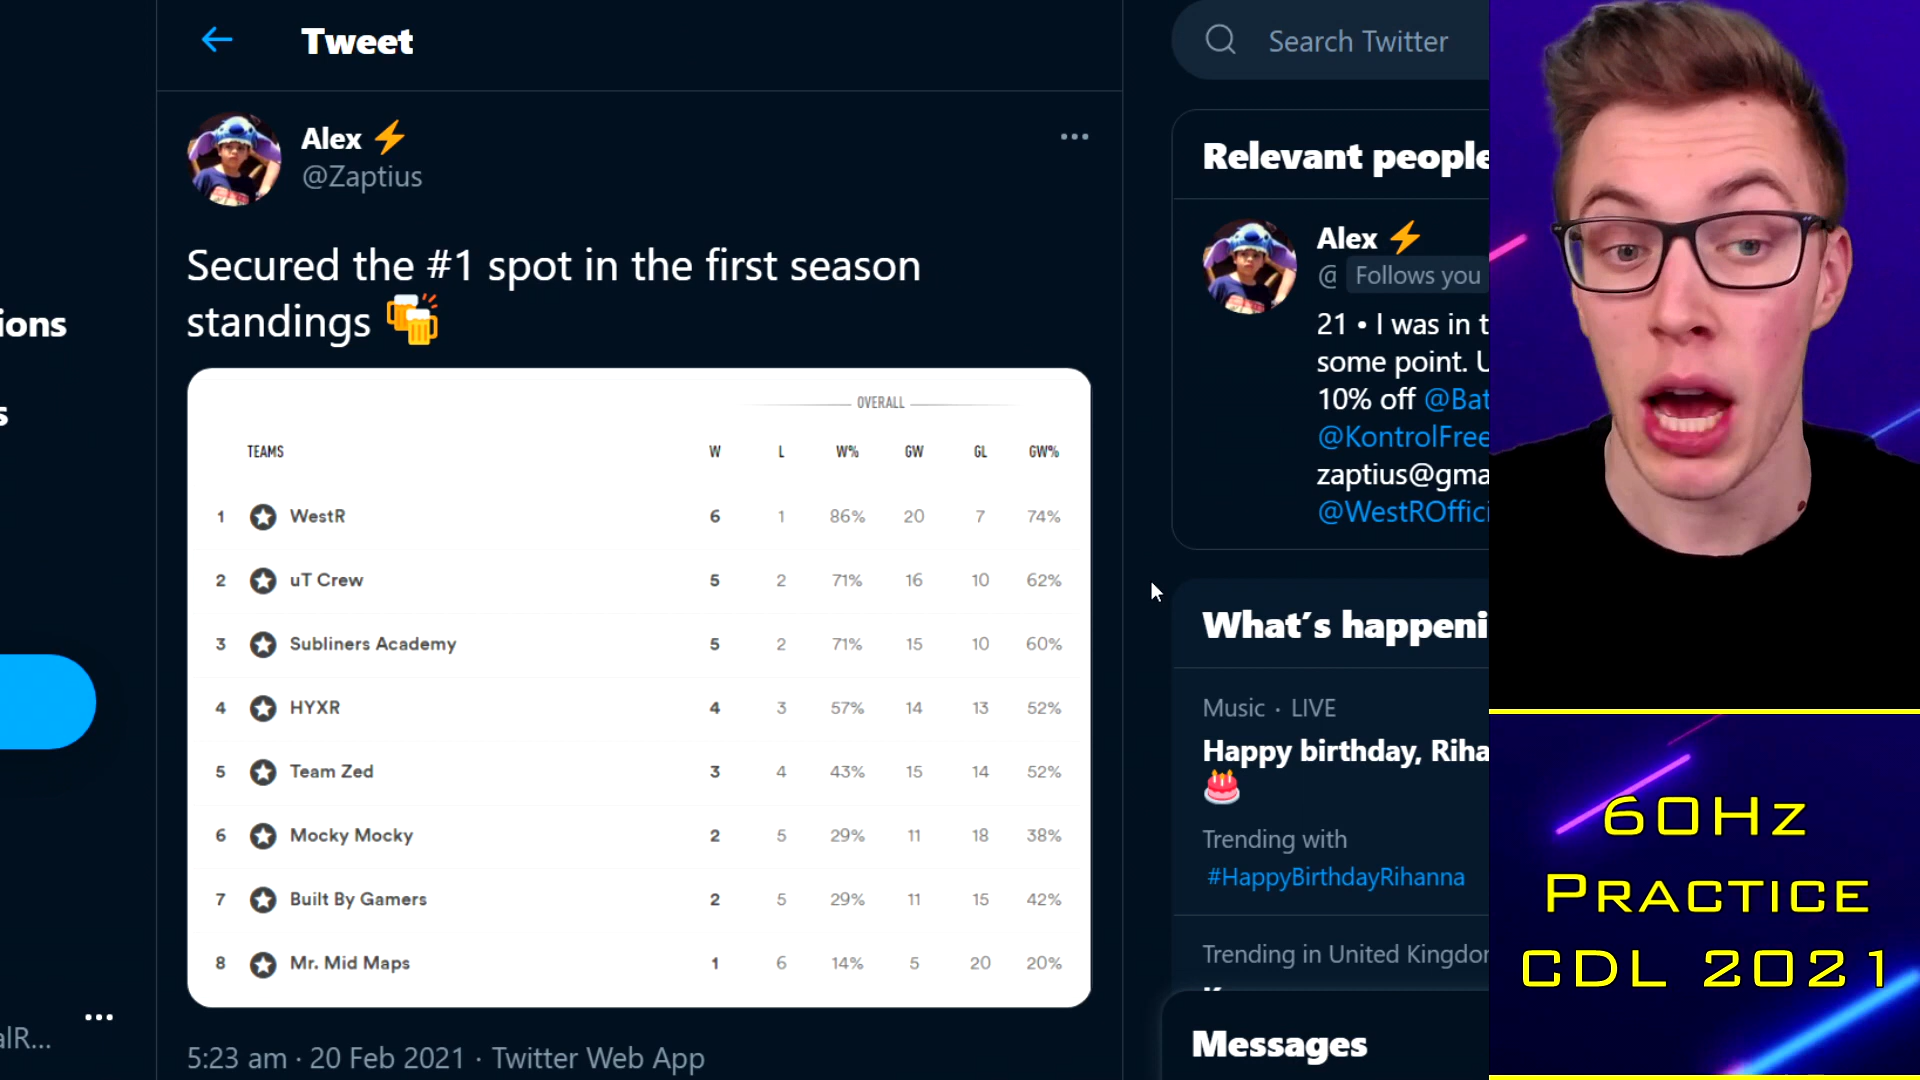 Tweet
Search Twitter
Alex ⚡
@Zaptius
Secured the #1 spot in the first season
standings 🍻
OVERALL
TEAMS W L W% GW GL GW%
1 WestR 6 1 86% 20 7 74%
2 uT Crew 5 2 71% 16 10 62%
3 Subliners Academy 5 2 71% 15 10 60%
4 HYXR 4 3 57% 14 13 52%
5 Team Zed 3 4 43% 15 14 52%
6 Mocky Mocky 2 5 29% 11 18 38%
7 Built By Gamers 2 5 29% 11 15 42%
8 Mr. Mid Maps 1 6 14% 5 20 20%
5:23 am · 20 Feb 2021 · Twitter Web App
ions
s
alR...
Relevant people
Alex ⚡
@ Follows you
21 • I was in t
some point. U
10% off @Bat
@KontrolFree
zaptius@gma
@WestROffici
What's happeni
Music · LIVE
Happy birthday, Riha
🎂
Trending with
#HappyBirthdayRihanna
Trending in United Kingdor
Messages
60Hz
Practice
CDL 2021